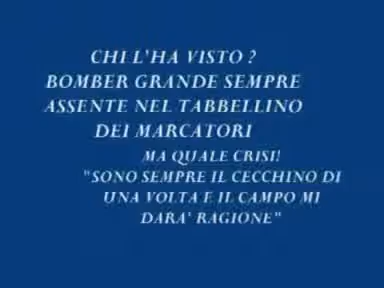 CHI L'HA VISTO ?
BOMBER GRANDE SEMPRE
ASSENTE NEL TABBELLINO
DEI MARCATORI
MA QUALE CRISI!
"SONO SEMPRE IL CECCHINO DI
UNA VOLTA E IL CAMPO MI
DARA' RAGIONE"